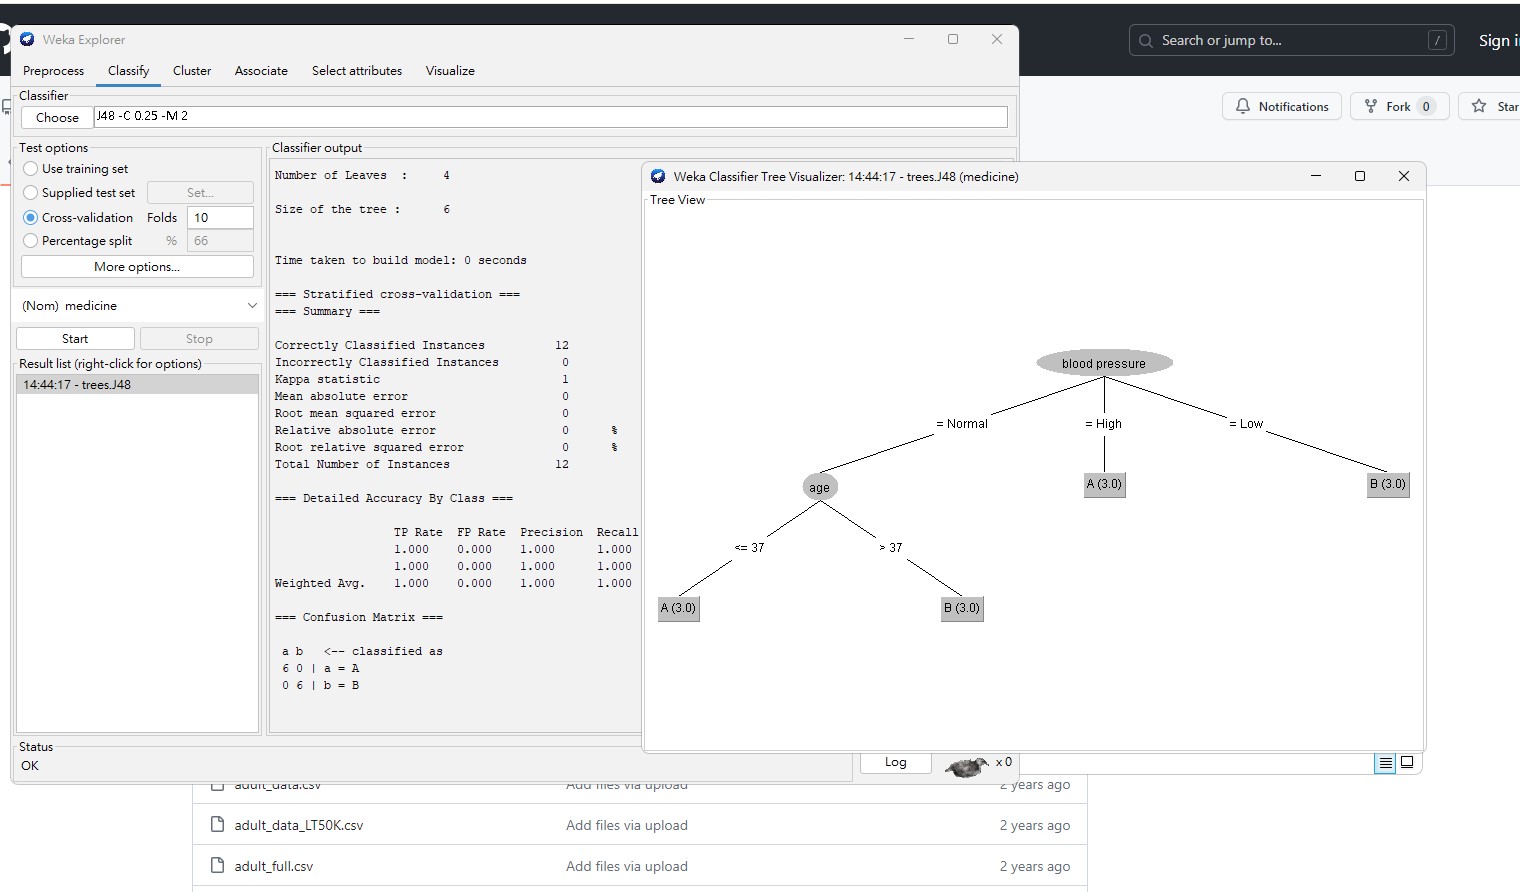 Weka Explorer
Search or jump to...
/
Sign i
Preprocess Classify Cluster Associate Select attributes Visualize
Notifications
Fork 0
Star
Classifier
Choose J48 -C 0.25 -M 2
Test options
Use training set
Supplied test set Set...
Cross-validation Folds 10
Percentage split % 66
More options...
(Nom) medicine
Start Stop
Result list (right-click for options)
14:44:17 - trees.J48
Classifier output
Number of Leaves : 4
Size of the tree : 6
Time taken to build model: 0 seconds
=== Stratified cross-validation ===
=== Summary ===
Correctly Classified Instances 12
Incorrectly Classified Instances 0
Kappa statistic 1
Mean absolute error 0
Root mean squared error 0
Relative absolute error 0 %
Root relative squared error 0 %
Total Number of Instances 12
=== Detailed Accuracy By Class ===
TP Rate FP Rate Precision Recall
1.000 0.000 1.000 1.000
1.000 0.000 1.000 1.000
Weighted Avg. 1.000 0.000 1.000 1.000
=== Confusion Matrix ===
a b <-- classified as
6 0 | a = A
0 6 | b = B
Weka Classifier Tree Visualizer: 14:44:17 - trees.J48 (medicine)
Tree View
blood pressure
= Normal = High = Low
age A (3.0) B (3.0)
<= 37 > 37
A (3.0) B (3.0)
Status
OK
Log x 0
adult_data.csv Add files via upload 2 years ago
adult_data_LT50K.csv Add files via upload 2 years ago
adult_full.csv Add files via upload 2 years ago